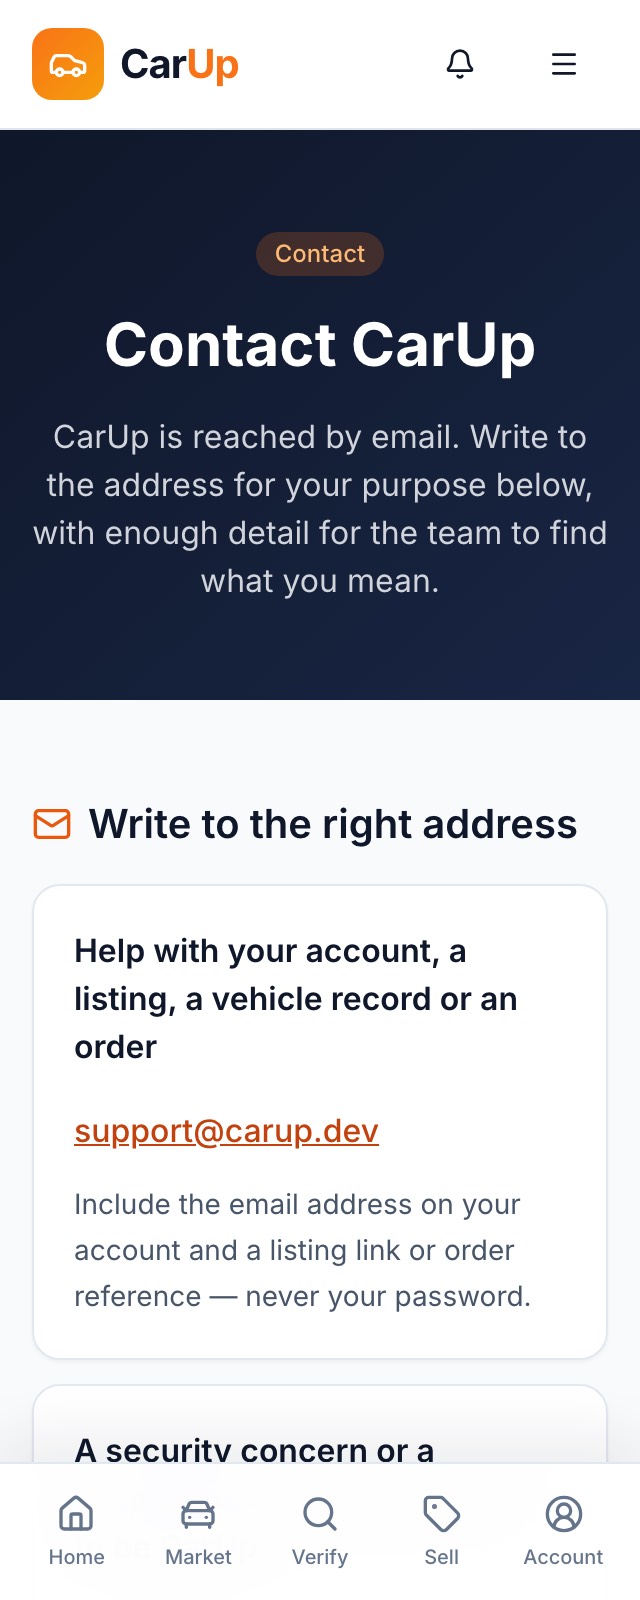 CarUp
Contact
Contact CarUp
CarUp is reached by email. Write to
the address for your purpose below,
with enough detail for the team to find
what you mean.
Write to the right address
Help with your account, a
listing, a vehicle record or an
order
support@carup.dev
Include the email address on your
account and a listing link or order
reference — never your password.
A security concern or a
Home
Market
Verify
Sell
Account